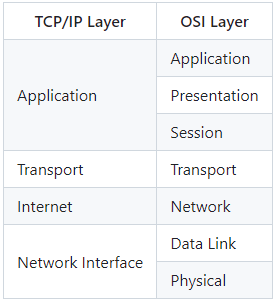 TCP/IP Layer OSI Layer
Application Application
Presentation
Session
Transport Transport
Internet Network
Network Interface Data Link
Physical